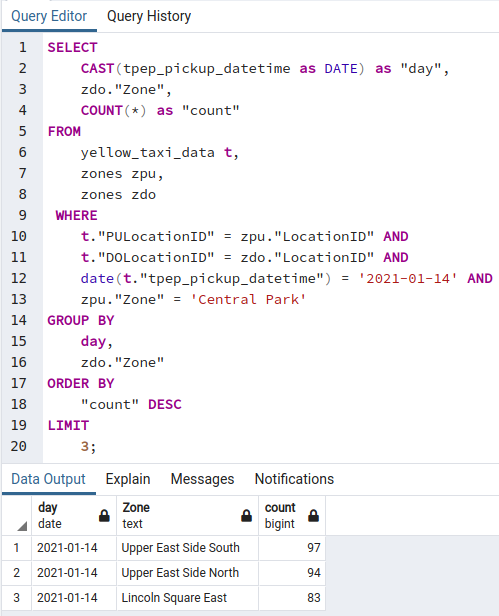 Query Editor Query History
1 SELECT
2     CAST(tpep_pickup_datetime as DATE) as "day",
3     zdo."Zone",
4     COUNT(*) as "count"
5 FROM
6     yellow_taxi_data t,
7     zones zpu,
8     zones zdo
9  WHERE
10     t."PULocationID" = zpu."LocationID" AND
11     t."DOLocationID" = zdo."LocationID" AND
12     date(t."tpep_pickup_datetime") = '2021-01-14' AND
13     zpu."Zone" = 'Central Park'
14 GROUP BY
15     day,
16     zdo."Zone"
17 ORDER BY
18     "count" DESC
19 LIMIT
20     3;
Data Output Explain Messages Notifications
day Zone count
date text bigint
1 2021-01-14 Upper East Side South 97
2 2021-01-14 Upper East Side North 94
3 2021-01-14 Lincoln Square East 83